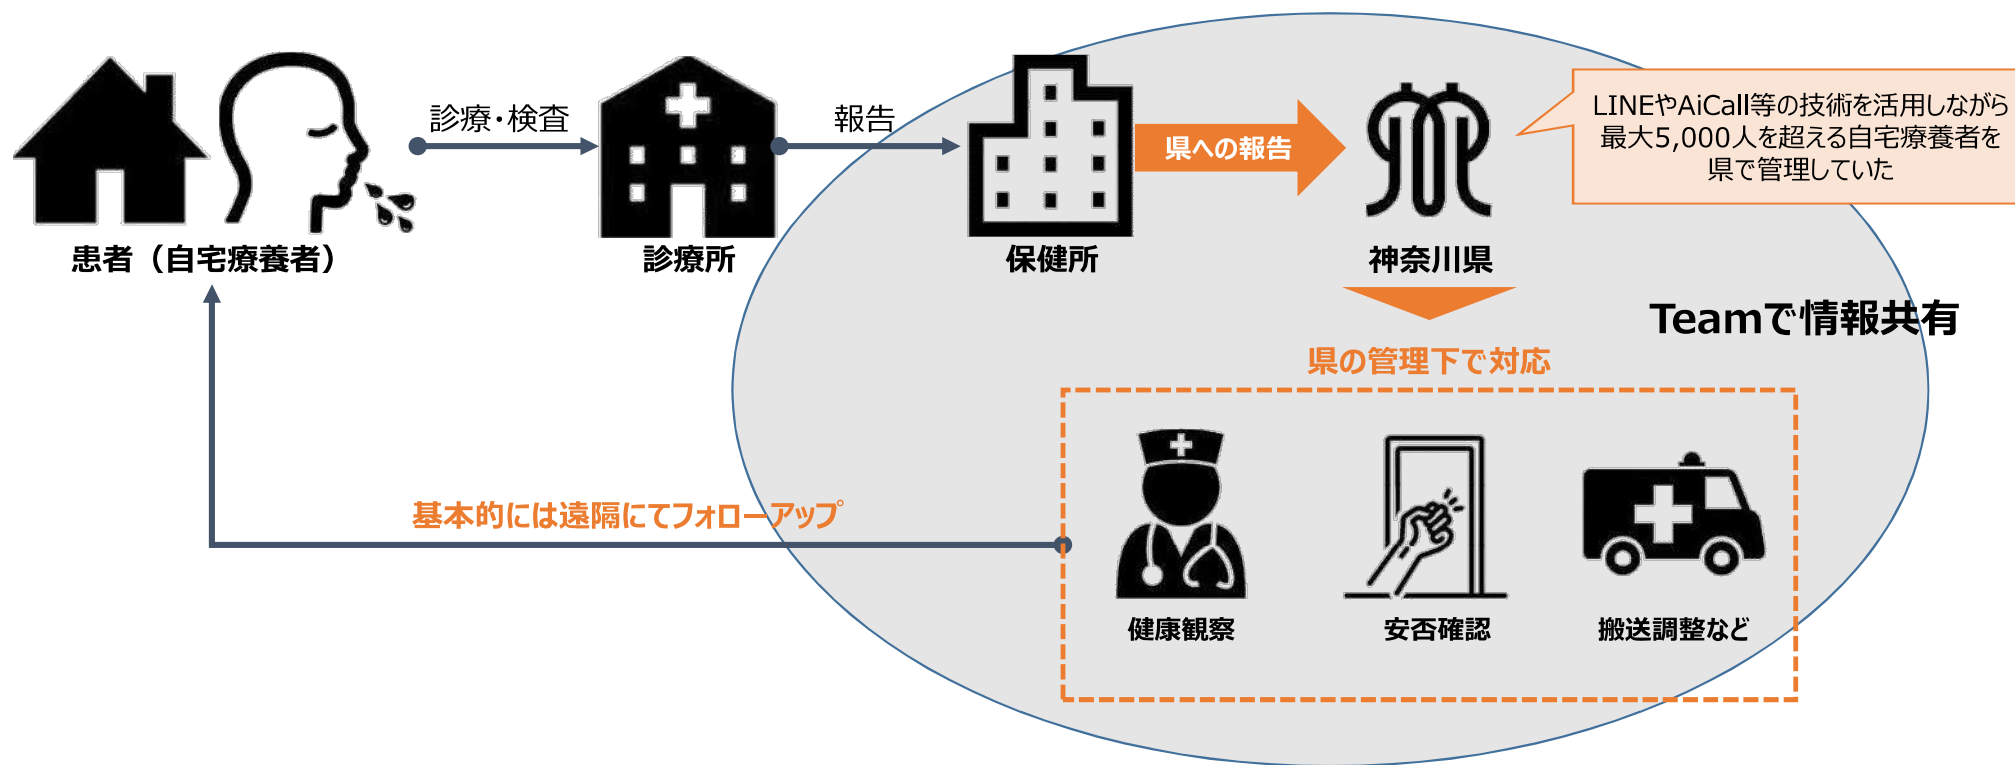 診療・検査
報告
県への報告
LINEやAiCall等の技術を活用しながら
最大5,000人を超える自宅療養者を
県で管理していた
患者（自宅療養者）
診療所
保健所
神奈川県
Teamで情報共有
県の管理下で対応
基本的には遠隔にてフォローアップ
健康観察
安否確認
搬送調整など